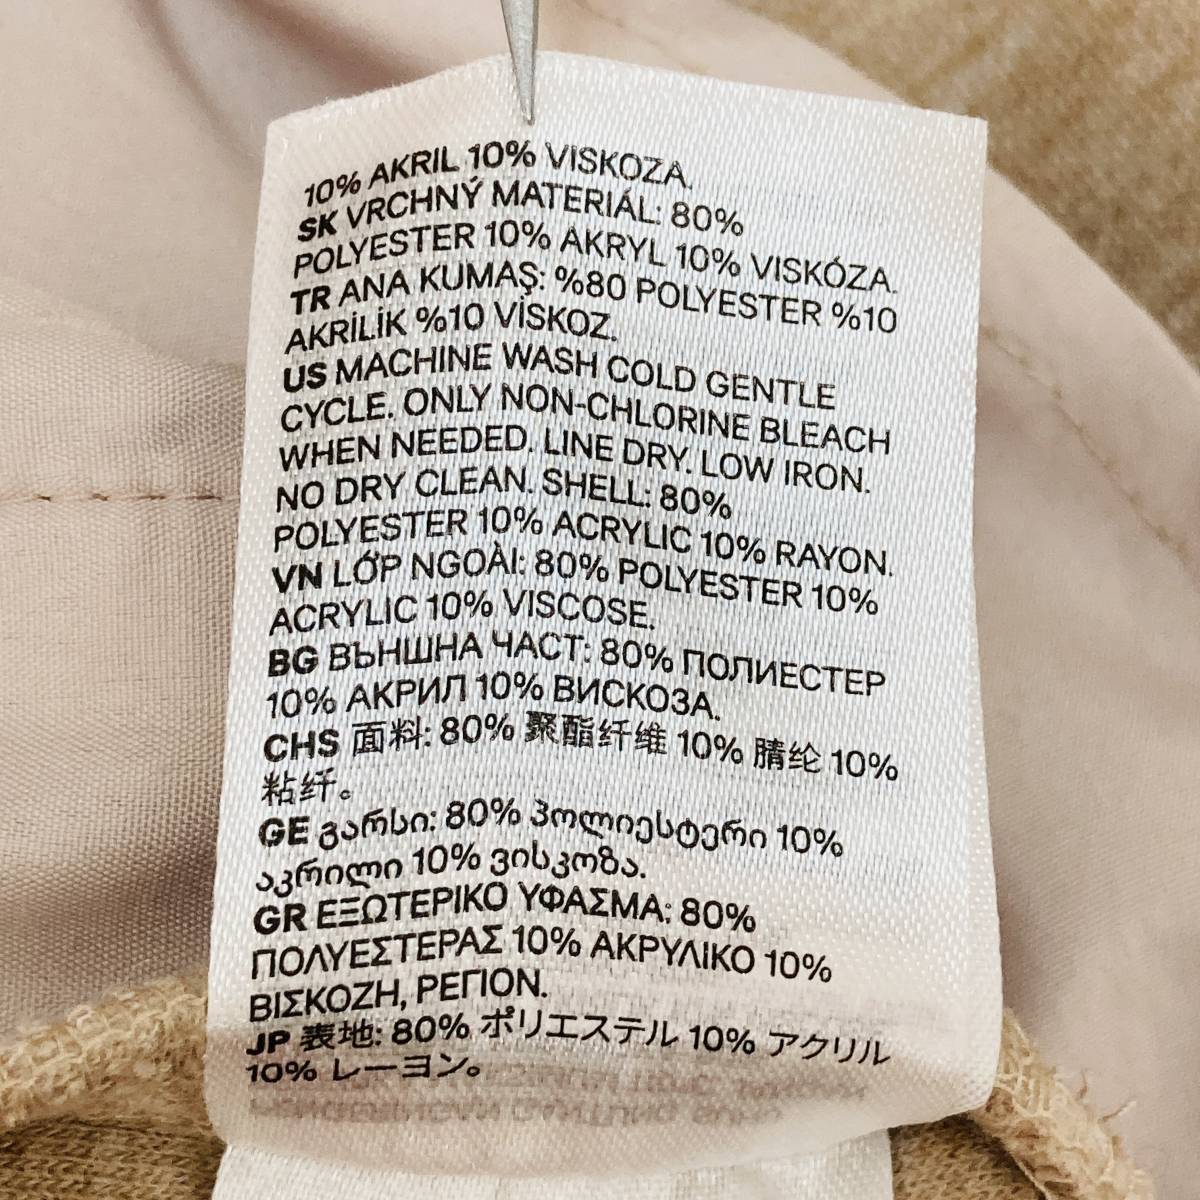 10% AKRIL 10% VISKOZA.
SK VRCHNÝ MATERIÁL: 80%
POLYESTER 10% AKRYL 10% VISKÓZA.
TR ANA KUMAŞ: %80 POLYESTER %10
AKRİLİK %10 VİSKOZ.
US MACHINE WASH COLD GENTLE
CYCLE. ONLY NON-CHLORINE BLEACH
WHEN NEEDED. LINE DRY. LOW IRON.
NO DRY CLEAN. SHELL: 80%
POLYESTER 10% ACRYLIC 10% RAYON.
VN LỚP NGOÀI: 80% POLYESTER 10%
ACRYLIC 10% VISCOSE.
BG ВЪНШНА ЧАСТ: 80% ПОЛИЕСТЕР
10% АКРИЛ 10% ВИСКОЗА.
CHS 面料: 80% 聚酯纤维 10% 腈纶 10%
粘纤。
GE გარსი: 80% პოლიესტერი 10%
აკრილი 10% ვისკოზა.
GR ΕΞΩΤΕΡΙΚΟ ΥΦΑΣΜΑ: 80%
ΠΟΛΥΕΣΤΕΡΑΣ 10% ΑΚΡΥΛΙΚΟ 10%
ΒΙΣΚΟΖΗ, ΡΕΓΙΟΝ.
JP 表地: 80% ポリエステル 10% アクリル
10% レーヨン。